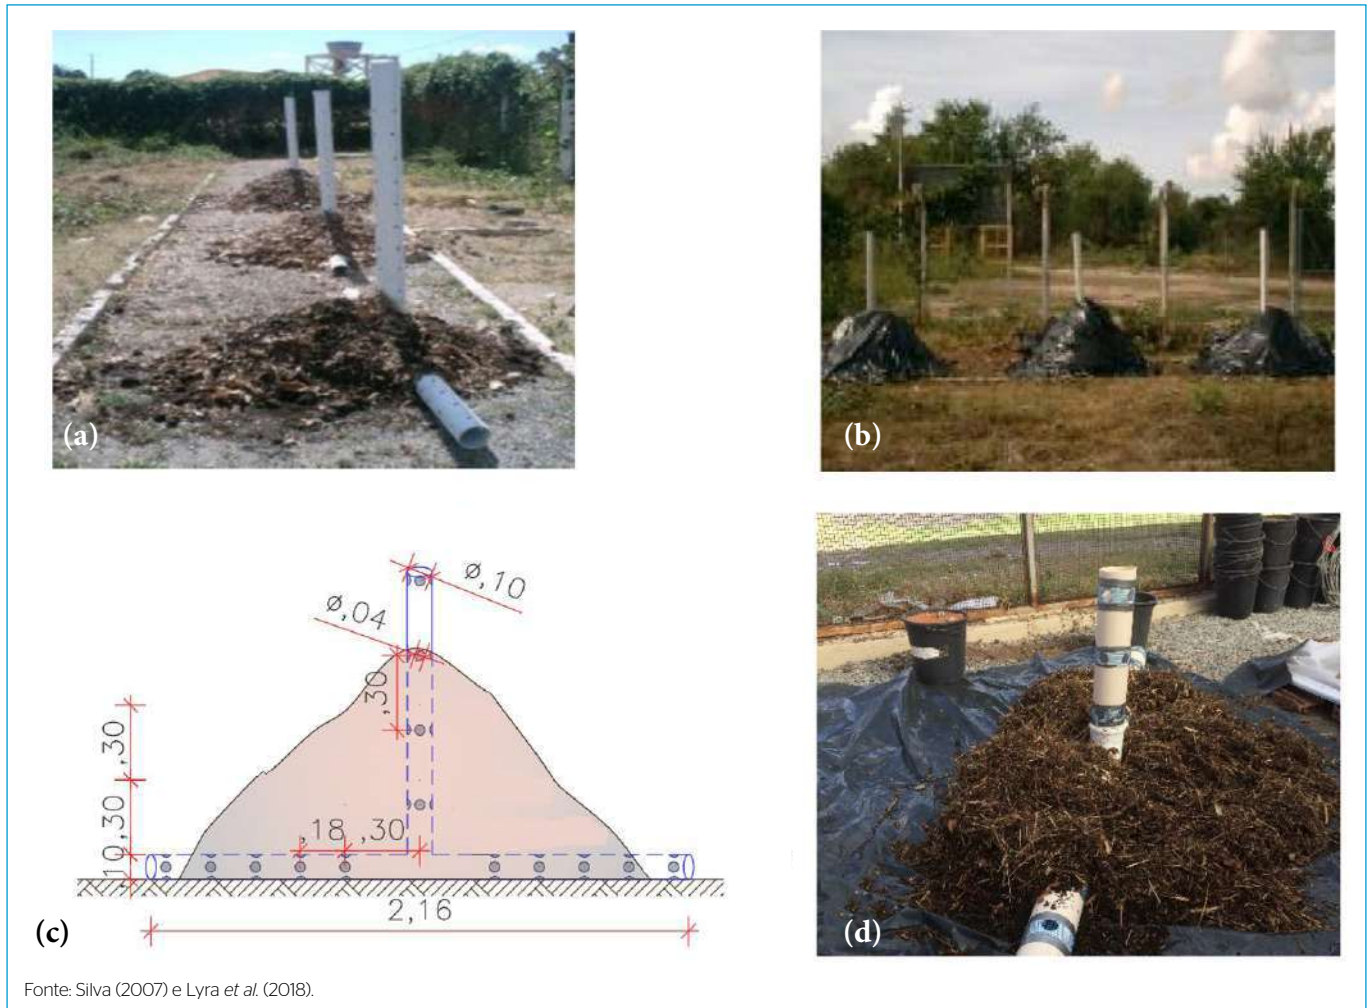 (a)
(b)
ø,10
ø,04
,30
,30
,30
,18 ,30
,10
2,16
(c)
(d)
Fonte: Silva (2007) e Lyra et al. (2018).